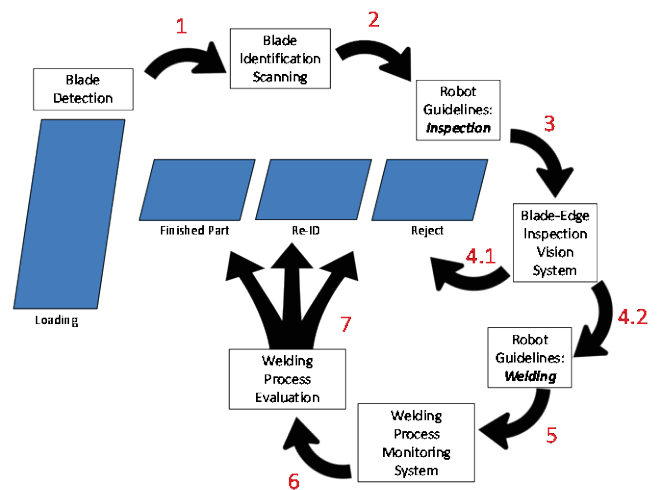 1
Blade
Identification
Scanning
2
Blade
Detection
Robot
Guidelines:
Inspection
3
Finished Part
Re-ID
Reject
Blade-Edge
Inspection
Vision
System
4.1
4.2
Loading
7
Robot
Guidelines:
Welding
Welding
Process
Evaluation
Welding
Process
Monitoring
System
5
6